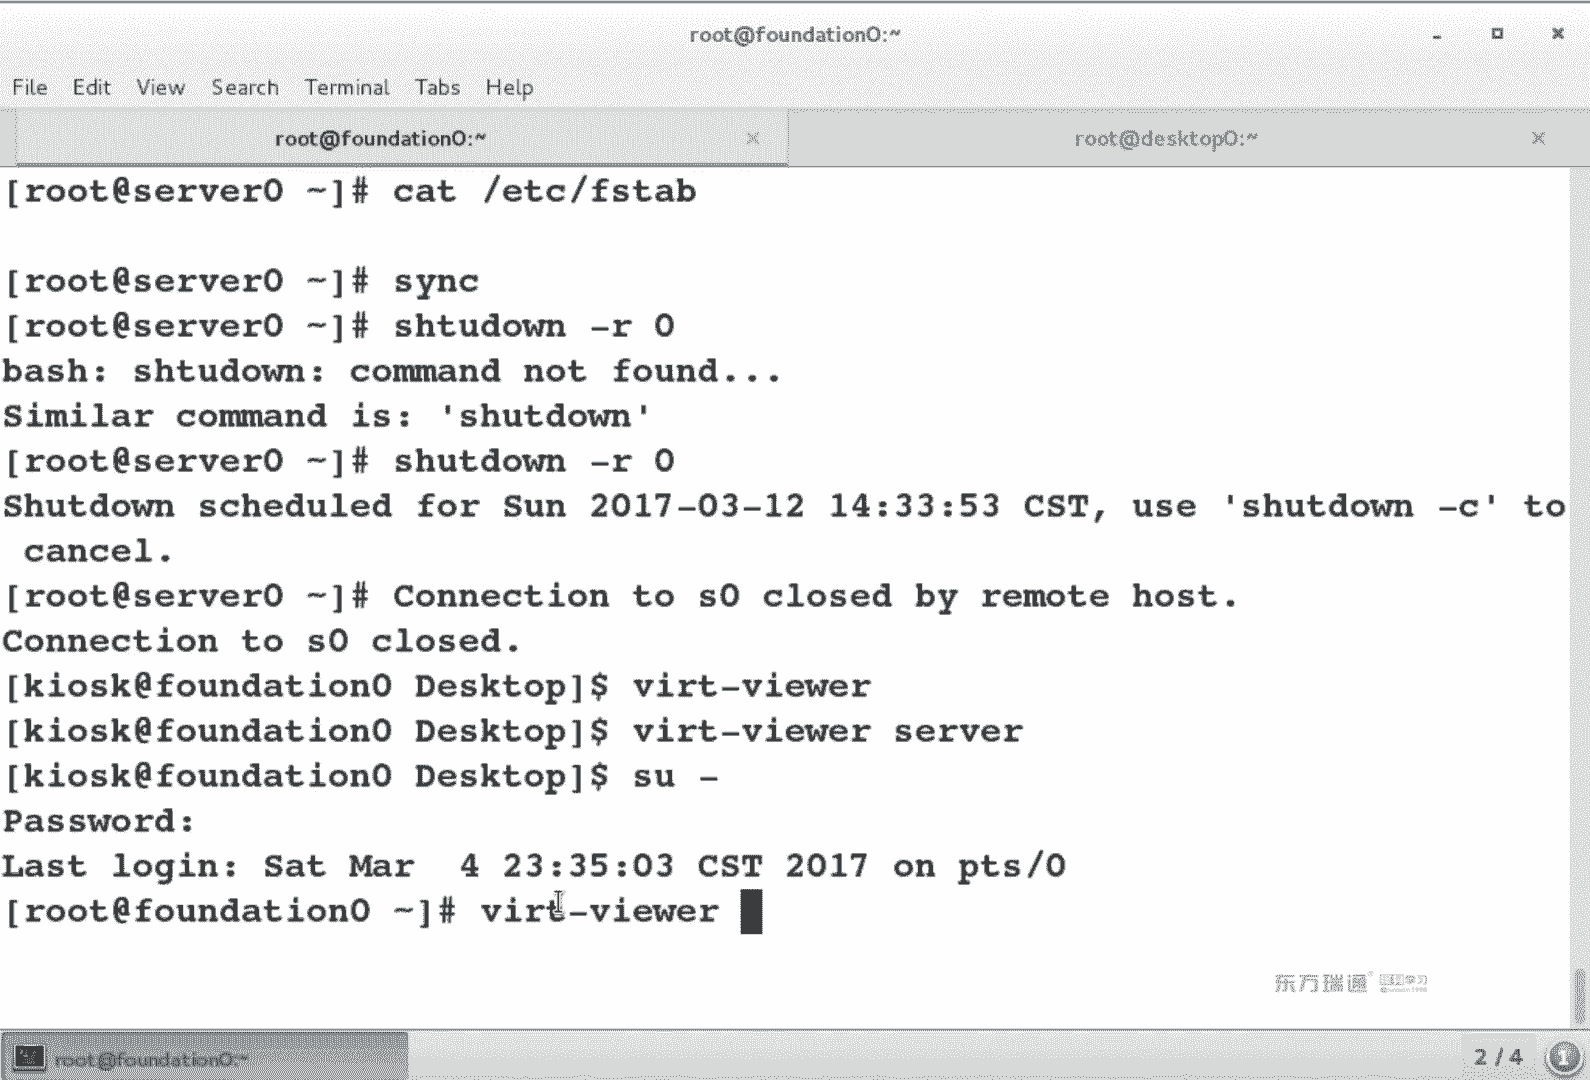 root@foundation0:~
File Edit View Search Terminal Tabs Help
root@foundation0:~ root@desktop0:~
[root@server0 ~]# cat /etc/fstab
[root@server0 ~]# sync
[root@server0 ~]# shtudown -r 0
bash: shtudown: command not found...
Similar command is: 'shutdown'
[root@server0 ~]# shutdown -r 0
Shutdown scheduled for Sun 2017-03-12 14:33:53 CST, use 'shutdown -c' to
 cancel.
[root@server0 ~]# Connection to s0 closed by remote host.
Connection to s0 closed.
[kiosk@foundation0 Desktop]$ virt-viewer
[kiosk@foundation0 Desktop]$ virt-viewer server
[kiosk@foundation0 Desktop]$ su -
Password:
Last login: Sat Mar  4 23:35:03 CST 2017 on pts/0
[root@foundation0 ~]# virt-viewer
东方瑞通
root@foundation0:~ 2 / 4 1